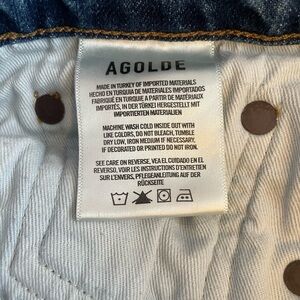 AGOLDE
MADE IN TURKEY OF IMPORTED MATERIALS
HECHO EN TURQUIA DE MATERIALES IMPORTADOS
FABRIQUÉ EN TURQUIE A PARTIR DE MATÉRIAUX
IMPORTÉS, IN DER TÜRKEI HERGESTELLT MIT
IMPORTIERTEN MATERIALIEN
MACHINE WASH COLD INSIDE OUT WITH
LIKE COLORS, DO NOT BLEACH, TUMBLE
DRY LOW, IRON MEDIUM IF NECESSARY,
IF DECORATED OR PRINTED DO NOT IRON.
SEE CARE ON REVERSE, VEA EL CUIDADO EN EL
REVERSO, VOIR LES INSTRUCTIONS D'ENTRETIEN
SUR L'ENVERS, PFLEGEANLEITUNG AUF DER
RÜCKSEITE